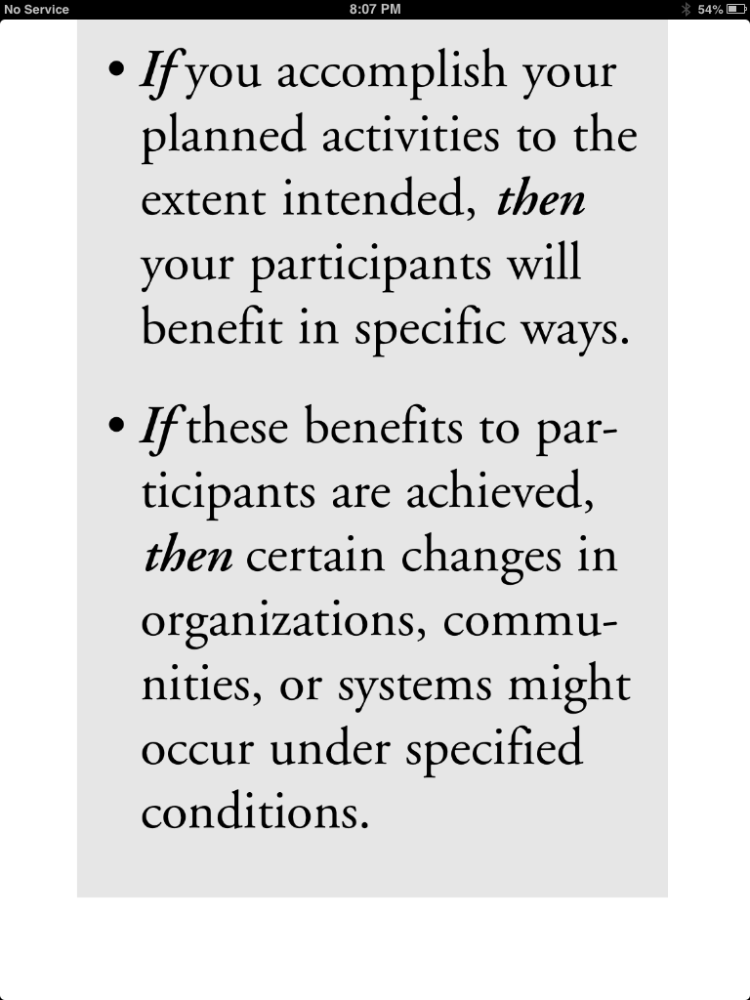 No Service 8:07 PM 54%
• If you accomplish your
planned activities to the
extent intended, then
your participants will
benefit in specific ways.
• If these benefits to par-
ticipants are achieved,
then certain changes in
organizations, commu-
nities, or systems might
occur under specified
conditions.